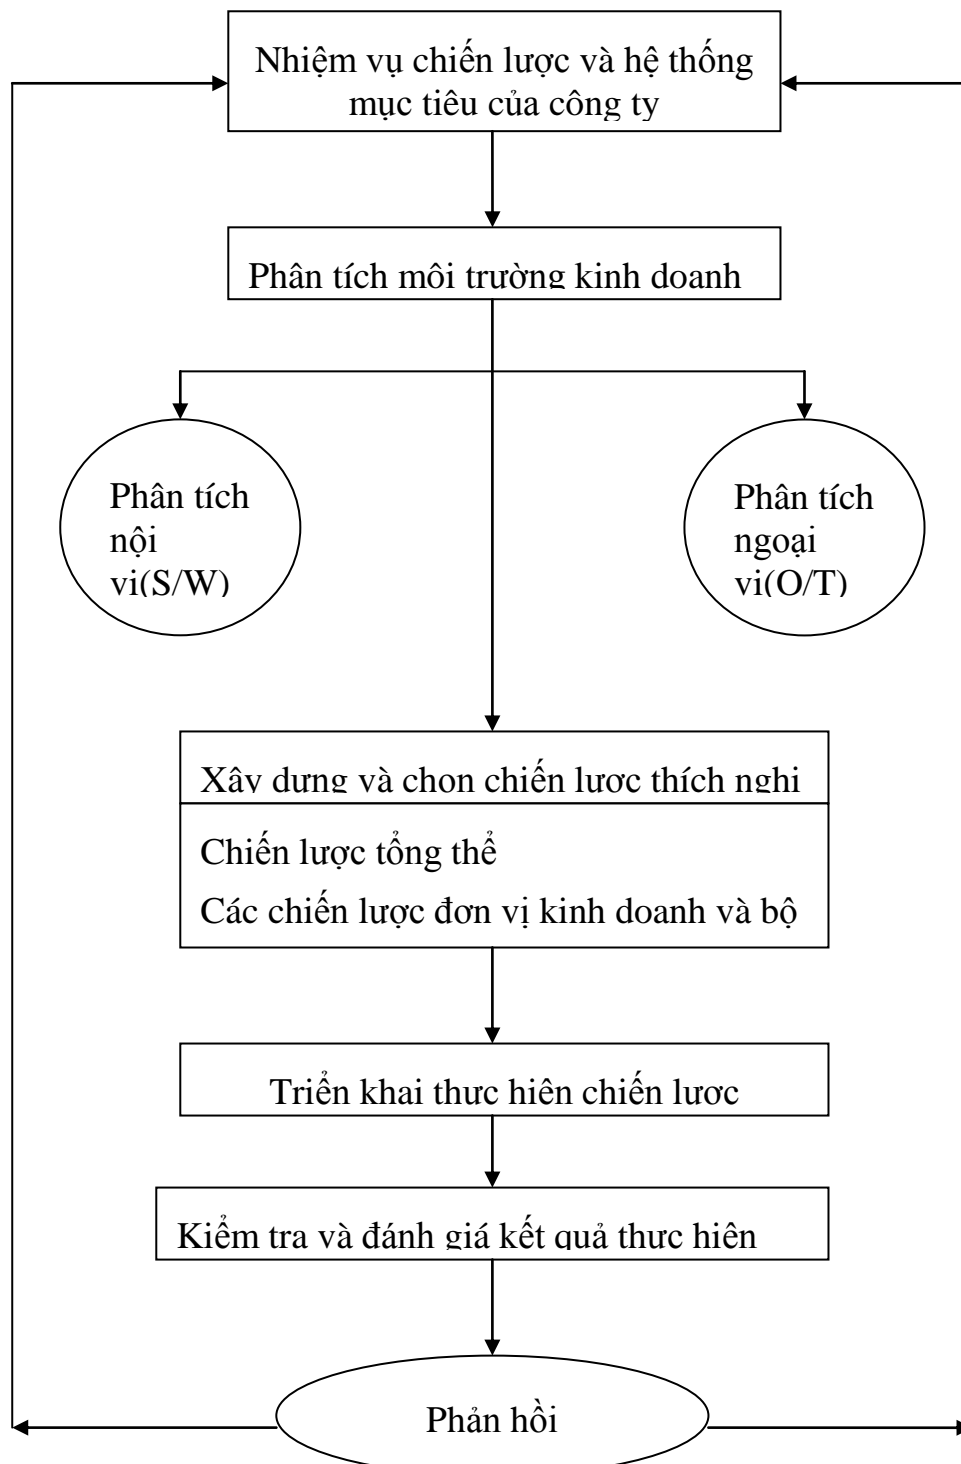 Nhiệm vụ chiến lược và hệ thống
mục tiêu của công ty
Phân tích môi trường kinh doanh
Phân tích
nội
vi(S/W)
Phân tích
ngoại
vi(O/T)
Xây dựng và chọn chiến lược thích nghi
Chiến lược tổng thể
Các chiến lược đơn vị kinh doanh và bộ
Triển khai thực hiện chiến lược
Kiểm tra và đánh giá kết quả thực hiện
Phản hồi